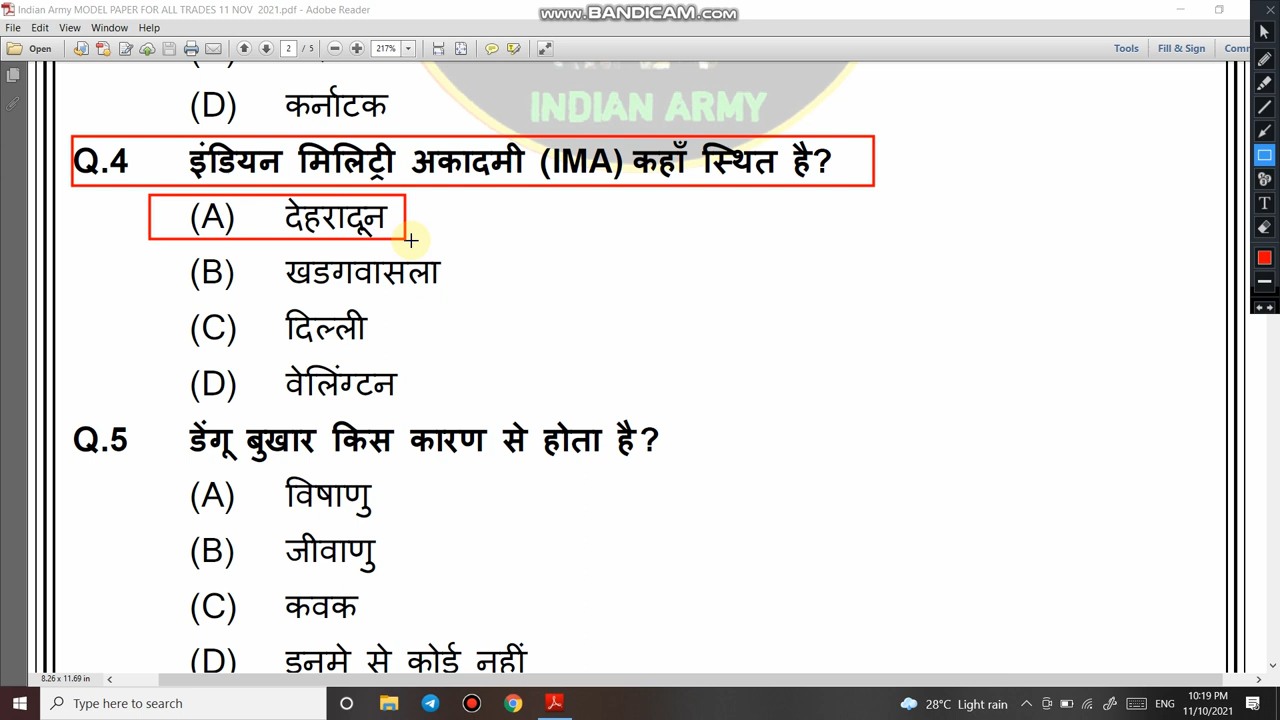 Indian Army MODEL PAPER FOR ALL TRADES 11 NOV 2021.pdf - Adobe Reader
www.BANDICAM.com
File Edit View Window Help
Open 2 / 5 217% Tools Fill & Sign Comm
(D) कर्नाटक
INDIAN ARMY
Q.4 इंडियन मिलिट्री अकादमी (IMA) कहाँ स्थित है?
(A) देहरादून
(B) खडगवासला
(C) दिल्ली
(D) वेलिंग्टन
Q.5 डेंगू बुखार किस कारण से होता है?
(A) विषाणु
(B) जीवाणु
(C) कवक
(D) इनमे से कोई नहीं
8.26 x 11.69 in
Type here to search
28°C Light rain
ENG
10:19 PM
11/10/2021